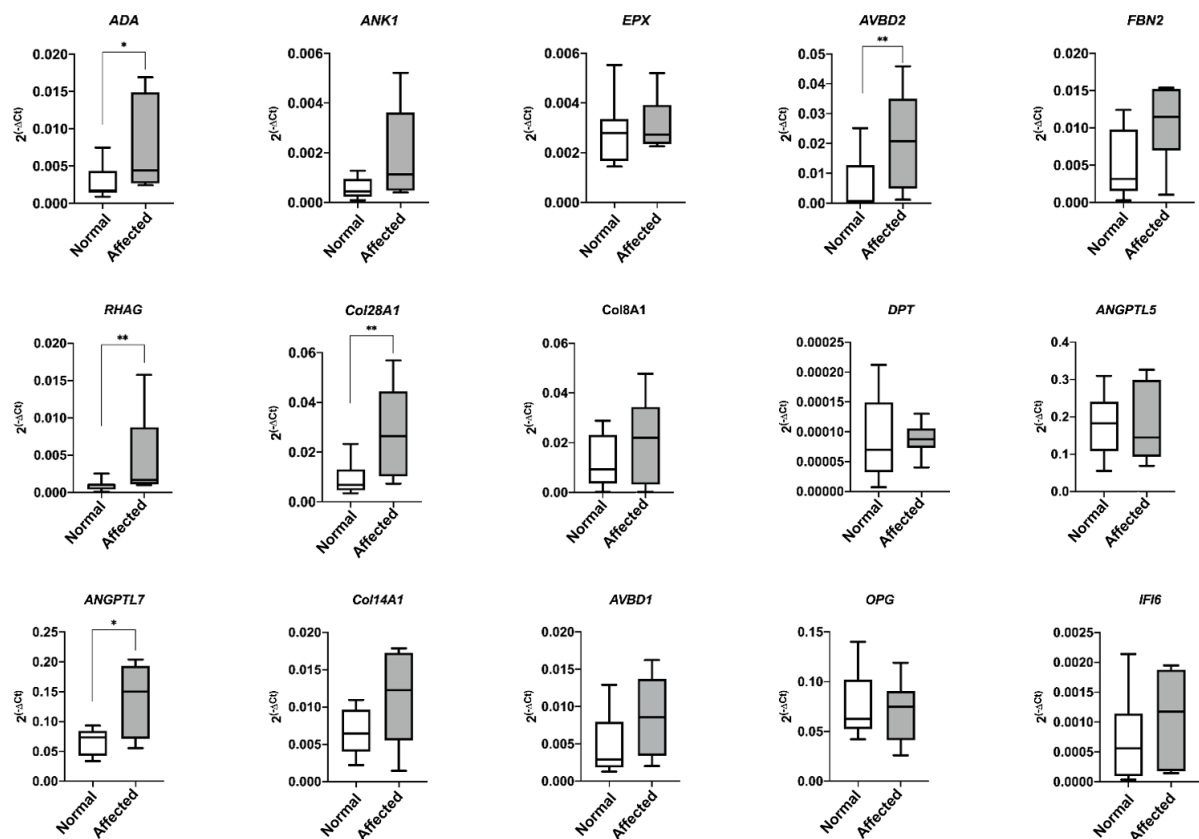 ADA
ANK1
EPX
AVBD2
FBN2
2^(-ΔCt)
0.020
0.015
0.010
0.005
0.000
*
Normal
Affected
2^(-ΔCt)
0.006
0.004
0.002
0.000
Normal
Affected
2^(-ΔCt)
0.006
0.004
0.002
0.000
Normal
Affected
2^(-ΔCt)
0.05
0.04
0.03
0.02
0.01
0.00
**
Normal
Affected
2^(-ΔCt)
0.020
0.015
0.010
0.005
0.000
Normal
Affected
RHAG
Col28A1
Col8A1
DPT
ANGPTL5
2^(-ΔCt)
0.020
0.015
0.010
0.005
0.000
**
Normal
Affected
2^(-ΔCt)
0.06
0.04
0.02
0.00
**
Normal
Affected
2^(-ΔCt)
0.06
0.04
0.02
0.00
Normal
Affected
2^(-ΔCt)
0.00025
0.00020
0.00015
0.00010
0.00005
0.00000
Normal
Affected
2^(-ΔCt)
0.4
0.3
0.2
0.1
0.0
Normal
Affected
ANGPTL7
Col14A1
AVBD1
OPG
IFI6
2^(-ΔCt)
0.25
0.20
0.15
0.10
0.05
0.00
*
Normal
Affected
2^(-ΔCt)
0.020
0.015
0.010
0.005
0.000
Normal
Affected
2^(-ΔCt)
0.020
0.015
0.010
0.005
0.000
Normal
Affected
2^(-ΔCt)
0.15
0.10
0.05
0.00
Normal
Affected
2^(-ΔCt)
0.0025
0.0020
0.0015
0.0010
0.0005
0.0000
Normal
Affected